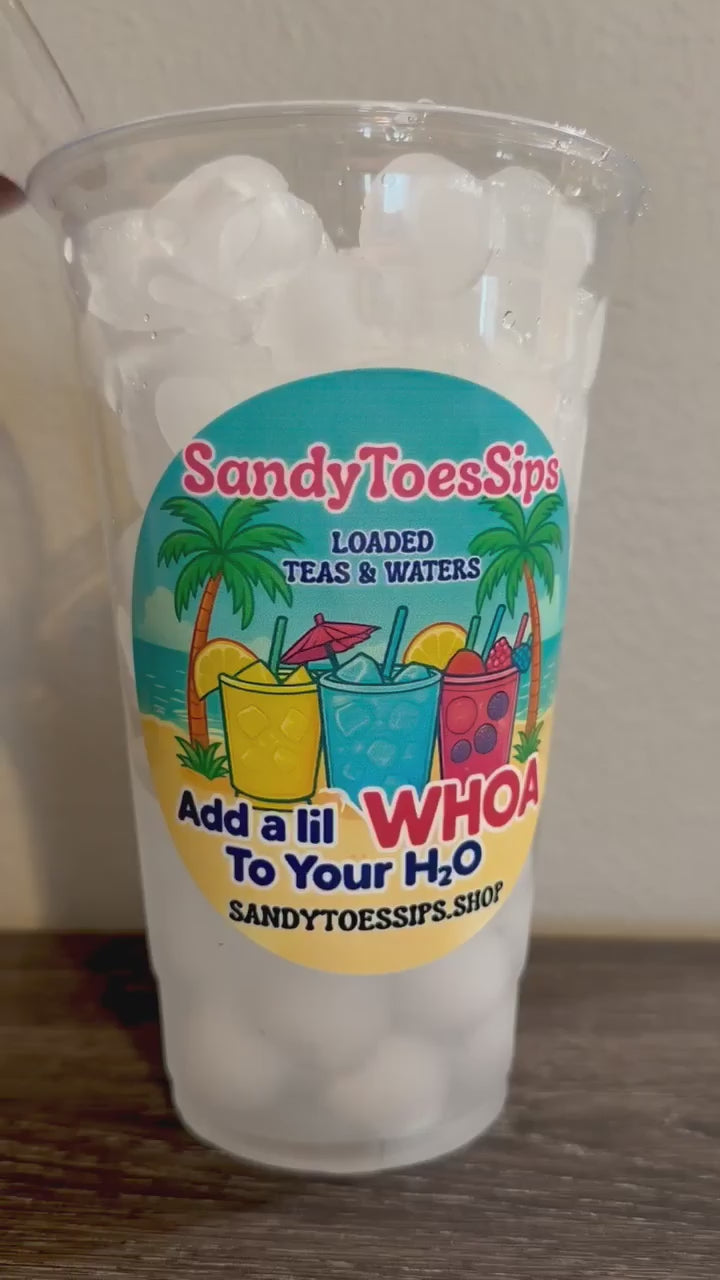 SandyToesSips
LOADED
TEAS & WATERS
Add a lil WHOA
To Your H₂O
SANDYTOESSIPS.SHOP